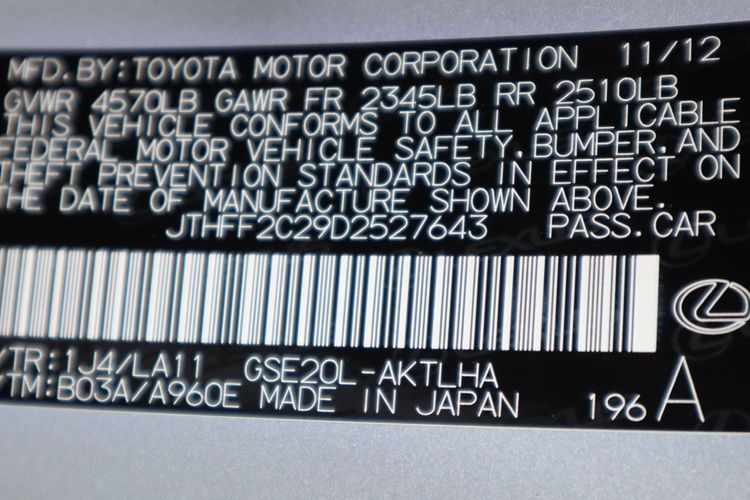 MFD.BY:TOYOTA MOTOR CORPORATION 11/12
GVWR 4570LB GAWR FR 2345LB RR 2510LB
THIS VEHICLE CONFORMS TO ALL APPLICABLE
FEDERAL MOTOR VEHICLE SAFETY,BUMPER,AND
THEFT PREVENTION STANDARDS IN EFFECT ON
THE DATE OF MANUFACTURE SHOWN ABOVE.
JTHFF2C29D2527643 PASS.CAR
/TR:1J4/LA11 GSE20L-AKTLHA
/TM:B03A/A960E MADE IN JAPAN 196 A